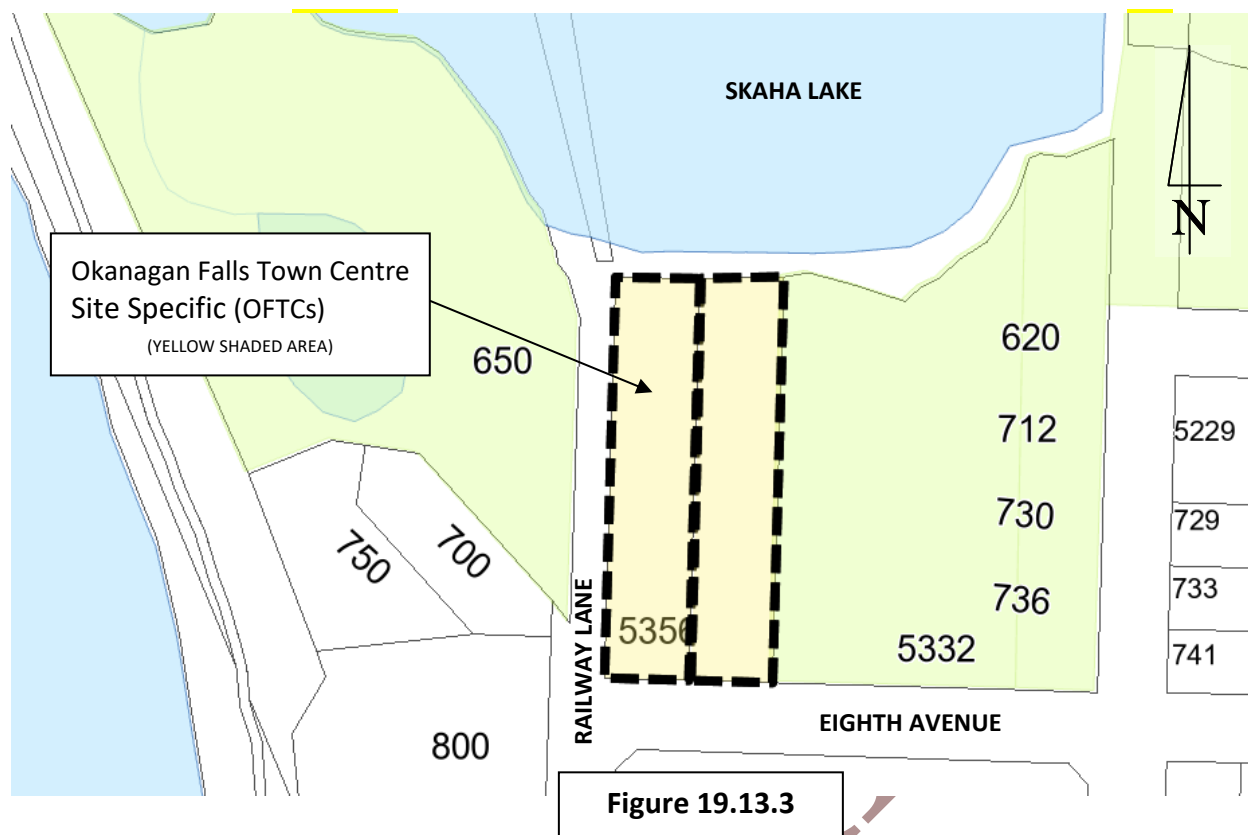 SKAHA LAKE
N
Okanagan Falls Town Centre
Site Specific (OFTCs)
(YELLOW SHADED AREA)
650
620
712
5229
730
729
750
700
736
733
5356
5332
741
RAILWAY LANE
EIGHTH AVENUE
800
Figure 19.13.3